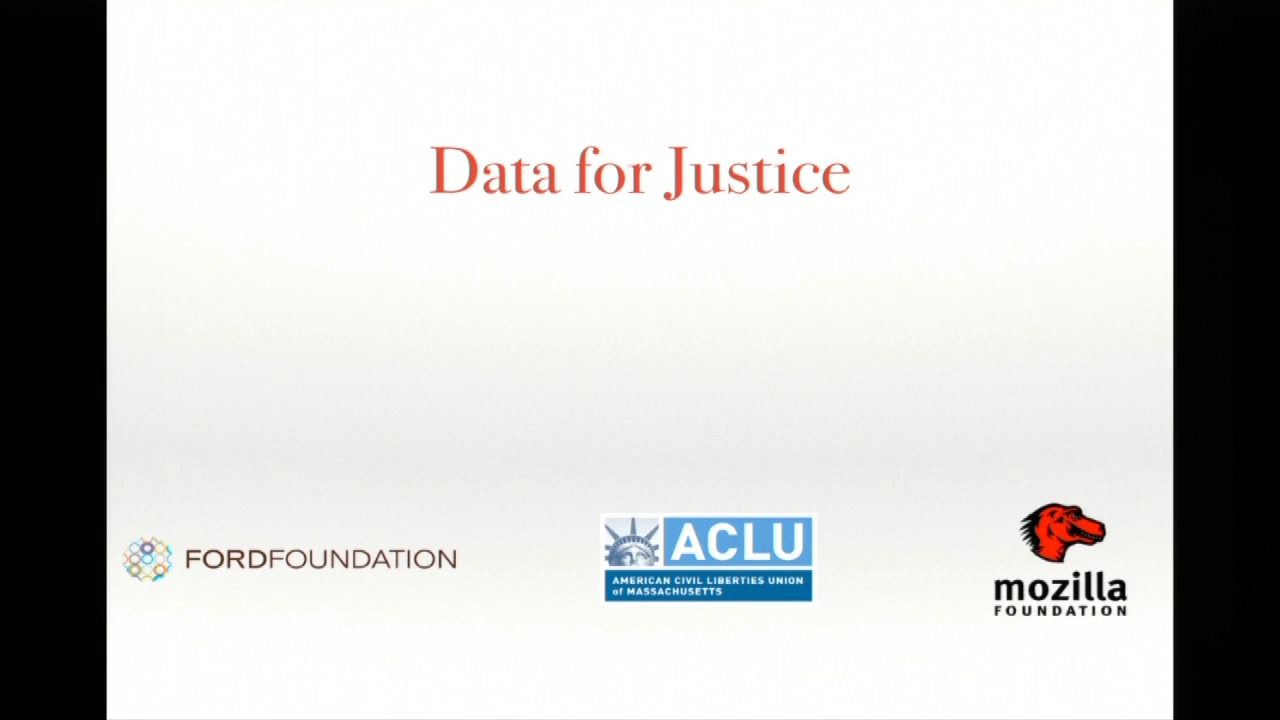 Data for Justice
FORDFOUNDATION
ACLU
AMERICAN CIVIL LIBERTIES UNION
of MASSACHUSETTS
mozilla
FOUNDATION